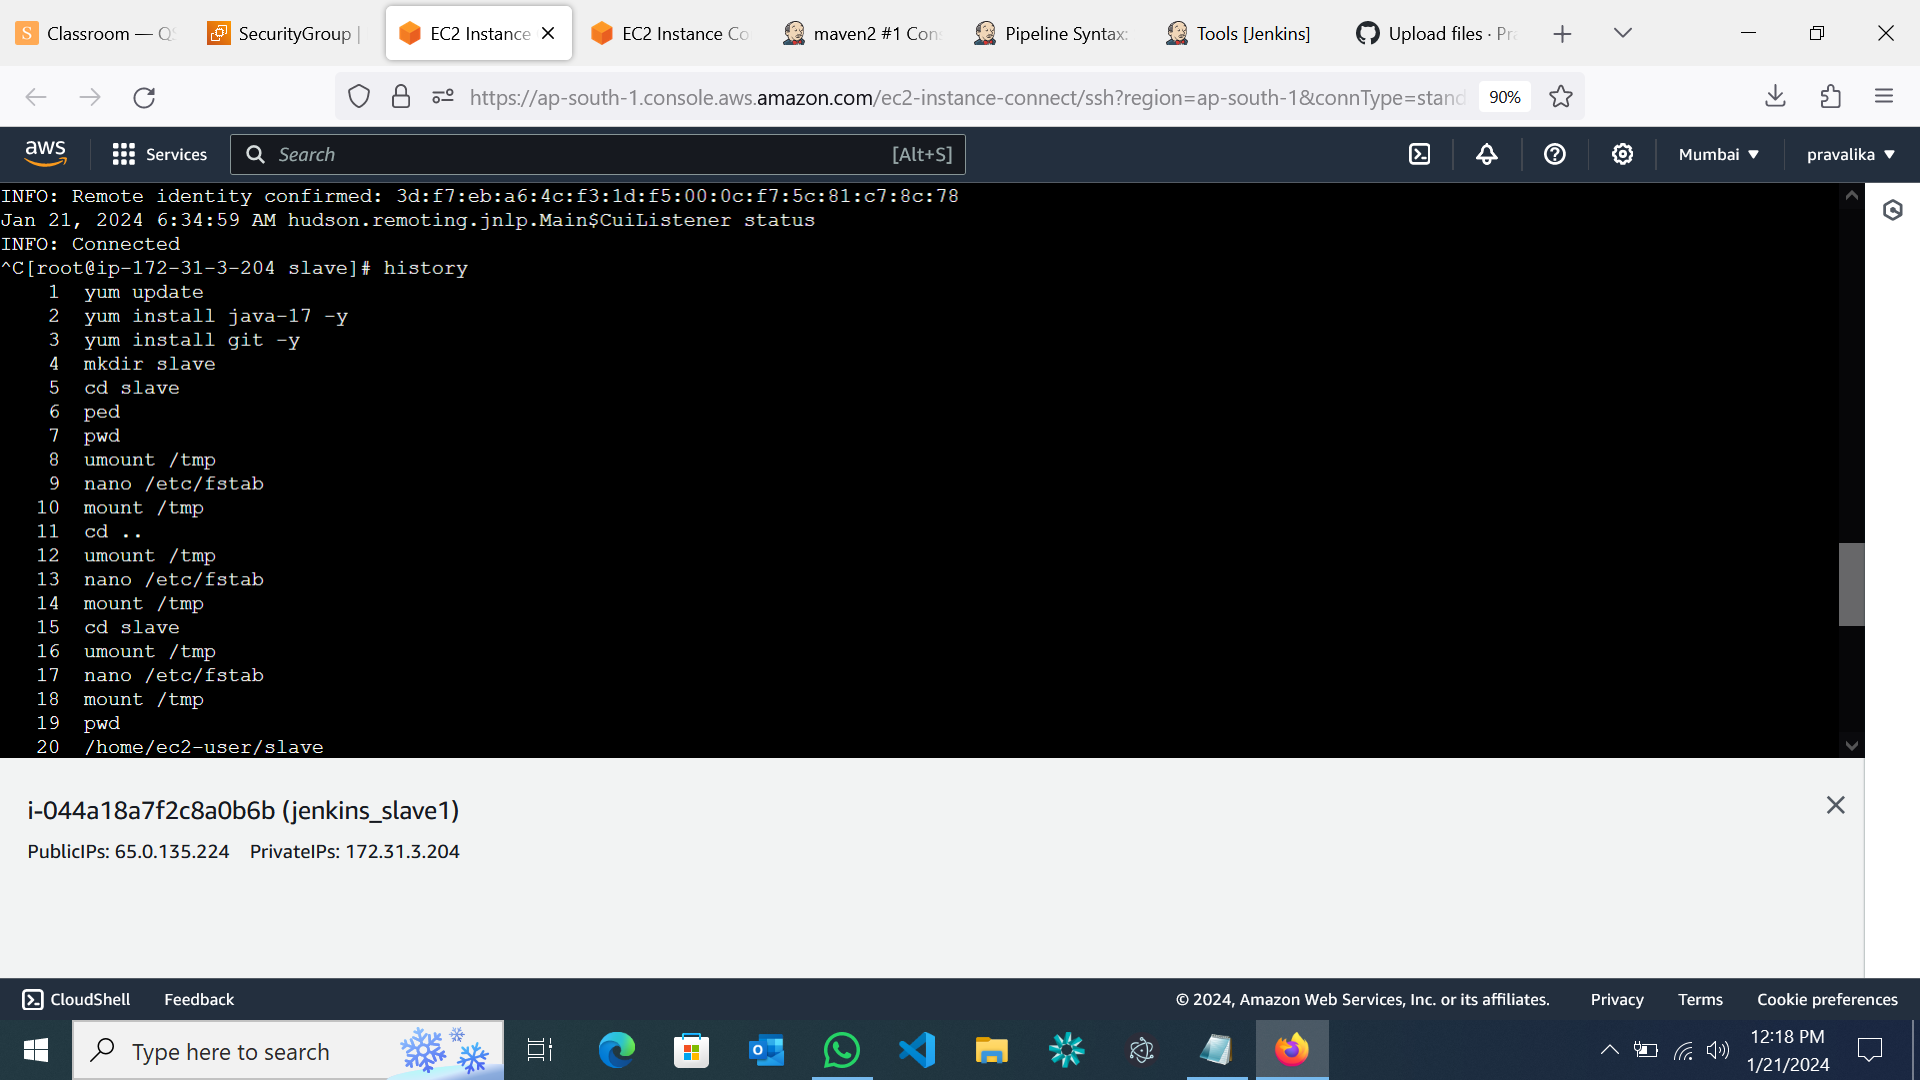 Classroom — QS
SecurityGroup |
EC2 Instance
EC2 Instance Co
maven2 #1 Con
Pipeline Syntax:
Tools [Jenkins]
Upload files · Pra
https://ap-south-1.console.aws.amazon.com/ec2-instance-connect/ssh?region=ap-south-1&connType=stand
90%
aws
Services
Search
[Alt+S]
Mumbai
pravalika
INFO: Remote identity confirmed: 3d:f7:eb:a6:4c:f3:1d:f5:00:0c:f7:5c:81:c7:8c:78
Jan 21, 2024 6:34:59 AM hudson.remoting.jnlp.Main$CuiListener status
INFO: Connected
^C[root@ip-172-31-3-204 slave]# history
1 yum update
2 yum install java-17 -y
3 yum install git -y
4 mkdir slave
5 cd slave
6 ped
7 pwd
8 umount /tmp
9 nano /etc/fstab
10 mount /tmp
11 cd ..
12 umount /tmp
13 nano /etc/fstab
14 mount /tmp
15 cd slave
16 umount /tmp
17 nano /etc/fstab
18 mount /tmp
19 pwd
20 /home/ec2-user/slave
i-044a18a7f2c8a0b6b (jenkins_slave1)
PublicIPs: 65.0.135.224 PrivateIPs: 172.31.3.204
CloudShell
Feedback
© 2024, Amazon Web Services, Inc. or its affiliates.
Privacy
Terms
Cookie preferences
Type here to search
12:18 PM
1/21/2024